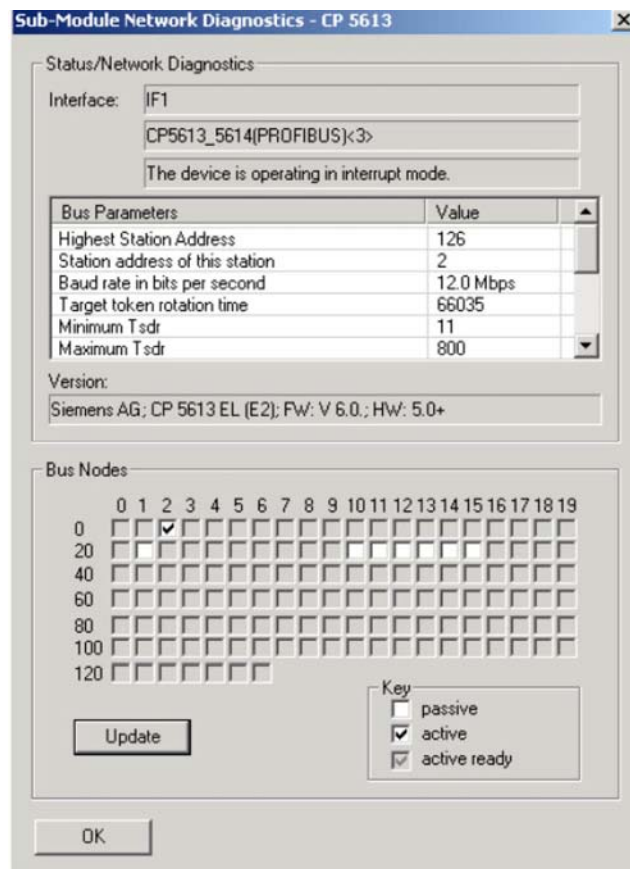 Sub-Module Network Diagnostics - CP 5613
Status/Network Diagnostics
Interface: IF1
CP5613_5614(PROFIBUS)<3>
The device is operating in interrupt mode.
Bus Parameters Value
Highest Station Address 126
Station address of this station 2
Baud rate in bits per second 12.0 Mbps
Target token rotation time 66035
Minimum Tsdr 11
Maximum Tsdr 800
Version:
Siemens AG; CP 5613 EL (E2); FW: V 6.0.; HW: 5.0+
Bus Nodes
0 1 2 3 4 5 6 7 8 9 10 11 12 13 14 15 16 17 18 19
0
20
40
60
80
100
120
Key
passive
active
active ready
Update
OK